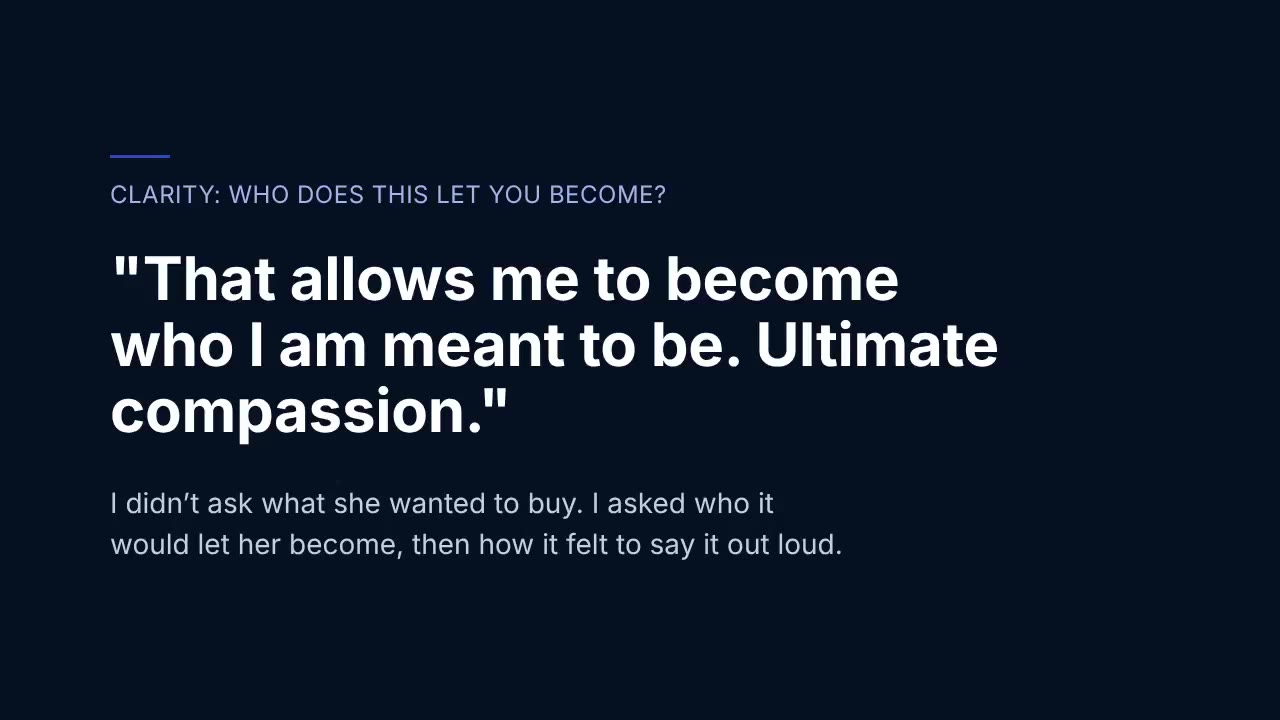 CLARITY: WHO DOES THIS LET YOU BECOME?
"That allows me to become
who I am meant to be. Ultimate
compassion."
I didn’t ask what she wanted to buy. I asked who it
would let her become, then how it felt to say it out loud.